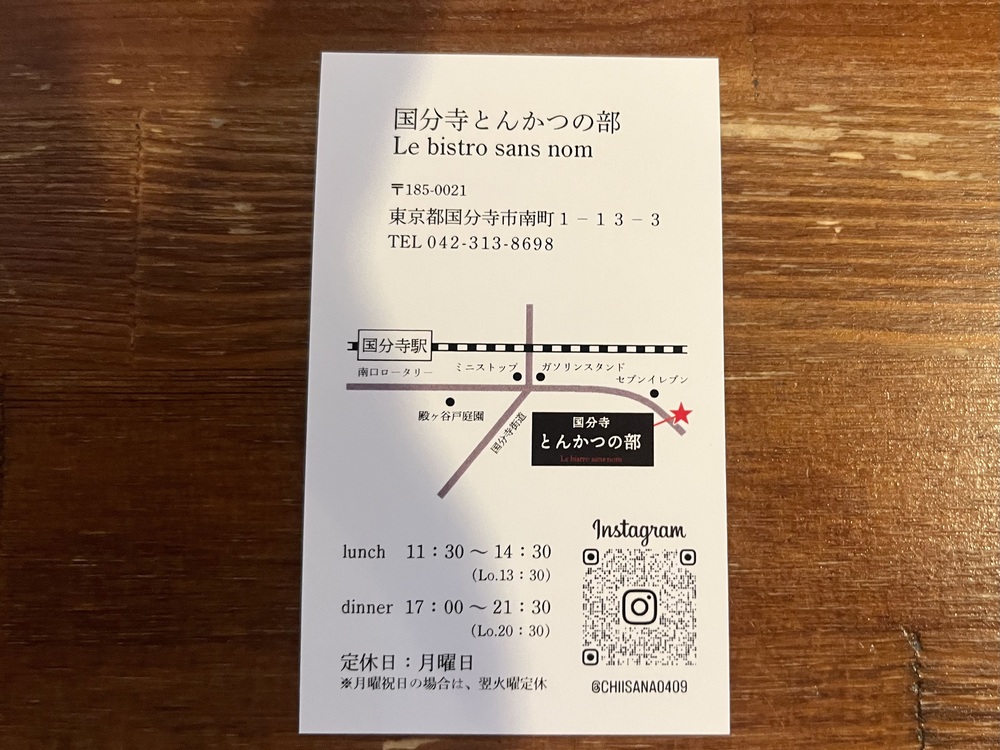 国分寺とんかつの部
Le bistro sans nom
〒185-0021
東京都国分寺市南町１－１３－３
TEL 042-313-8698
国分寺駅
南口ロータリー
ミニストップ
ガソリンスタンド
セブンイレブン
殿ヶ谷戸庭園
国分寺街道
国分寺
とんかつの部
Le bistro sans nom
Instagram
lunch 11：30～14：30
（Lo.13：30）
dinner 17：00～21：30
（Lo.20：30）
定休日：月曜日
※月曜祝日の場合は、翌火曜定休
@CHIISANA0409